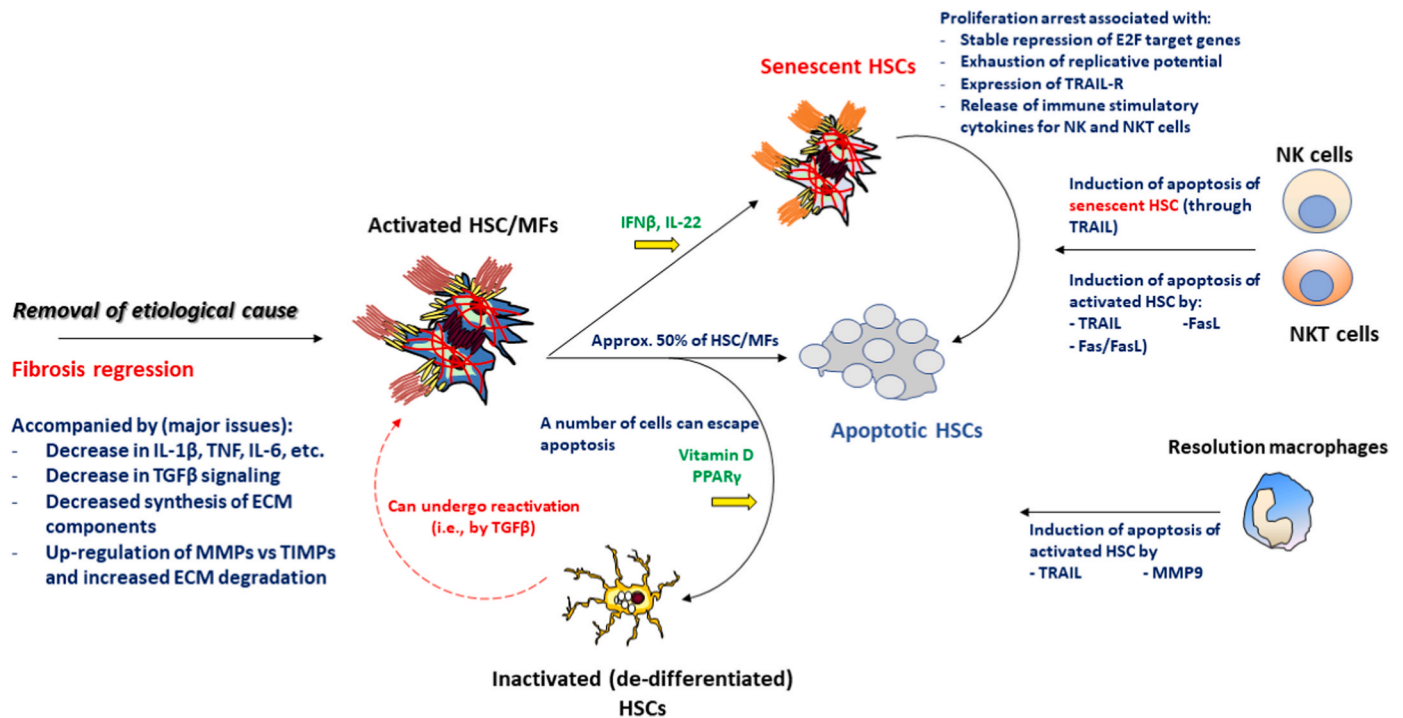 Proliferation arrest associated with:
- Stable repression of E2F target genes
- Exhaustion of replicative potential
- Expression of TRAIL-R
- Release of immune stimulatory
cytokines for NK and NKT cells
Senescent HSCs
NK cells
Induction of apoptosis of
senescent HSC (through
TRAIL)
Induction of apoptosis of
activated HSC by:
- TRAIL -FasL
- Fas/FasL)
NKT cells
Activated HSC/MFs
IFNβ, IL-22
Removal of etiological cause
Fibrosis regression
Accompanied by (major issues):
- Decrease in IL-1β, TNF, IL-6, etc.
- Decrease in TGFβ signaling
- Decreased synthesis of ECM
components
- Up-regulation of MMPs vs TIMPs
and increased ECM degradation
Approx. 50% of HSC/MFs
Apoptotic HSCs
A number of cells can escape
apoptosis
Vitamin D
PPARγ
Can undergo reactivation
(i.e., by TGFβ)
Resolution macrophages
Induction of apoptosis of
activated HSC by
- TRAIL - MMP9
Inactivated (de-differentiated)
HSCs